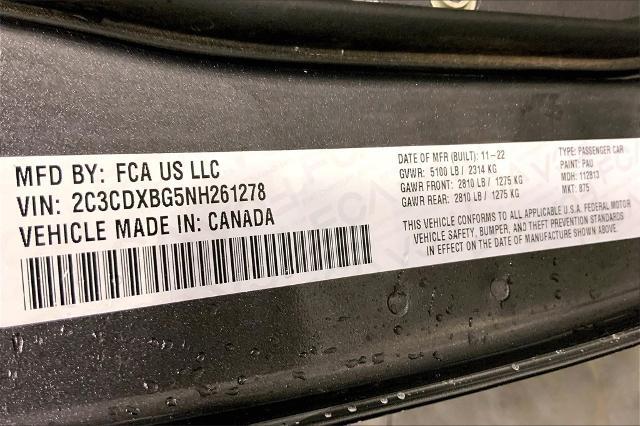 MFD BY: FCA US LLC
VIN: 2C3CDXBG5NH261278
VEHICLE MADE IN: CANADA
DATE OF MFR (BUILT): 11-22
GVWR: 5100 LB / 2314 KG
GAWR FRONT: 2810 LB / 1275 KG
GAWR REAR: 2810 LB / 1275 KG
TYPE: PASSENGER CAR
PAINT: PAU
MDH: 112813
MKT: 875
THIS VEHICLE CONFORMS TO ALL APPLICABLE U.S.A. FEDERAL MOTOR
VEHICLE SAFETY, BUMPER, AND THEFT PREVENTION STANDARDS
IN EFFECT ON THE DATE OF MANUFACTURE SHOWN ABOVE.